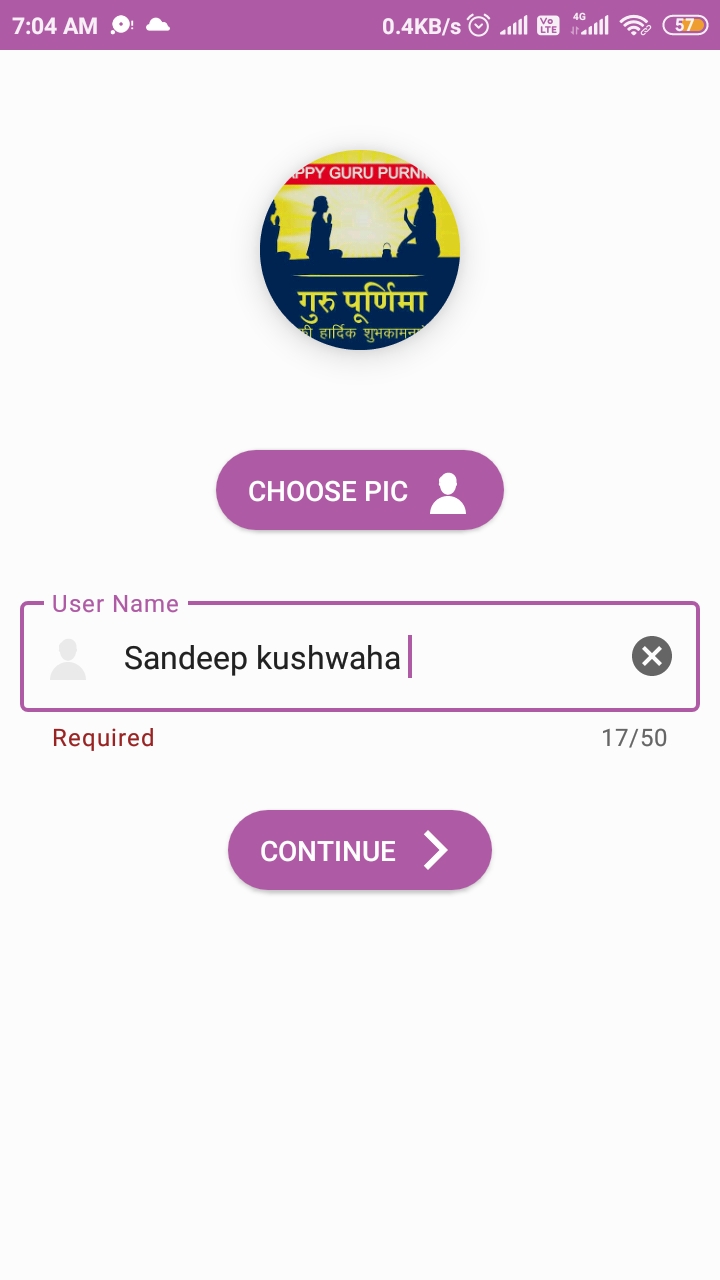 7:04 AM 0.4KB/s Vo LTE 4G 57
APPY GURU PURNI
गुरु पूर्णिमा
की हार्दिक शुभकामनाएं
CHOOSE PIC
User Name
Sandeep kushwaha
Required 17/50
CONTINUE